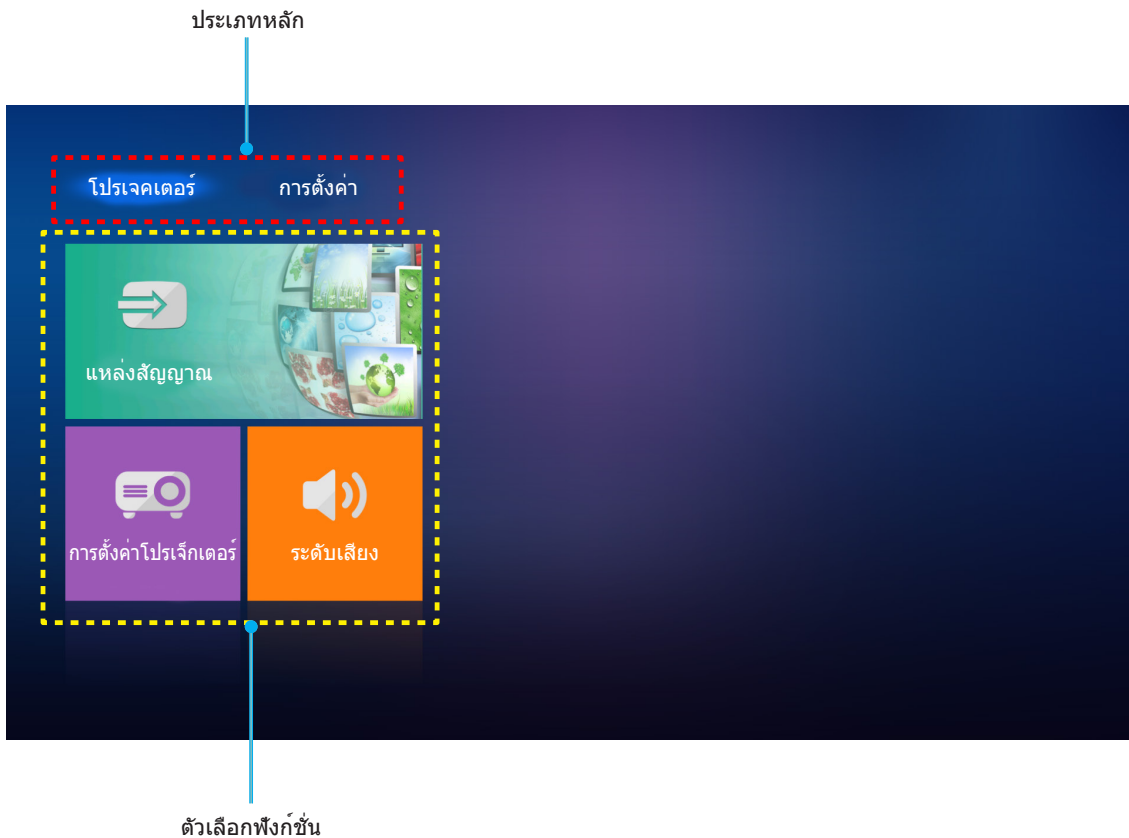 ประเภทหลัก
โปรเจคเตอร์ การตั้งค่า
แหล่งสัญญาณ
การตั้งค่าโปรเจ็กเตอร์ ระดับเสียง
ตัวเลือกฟังก์ชั่น